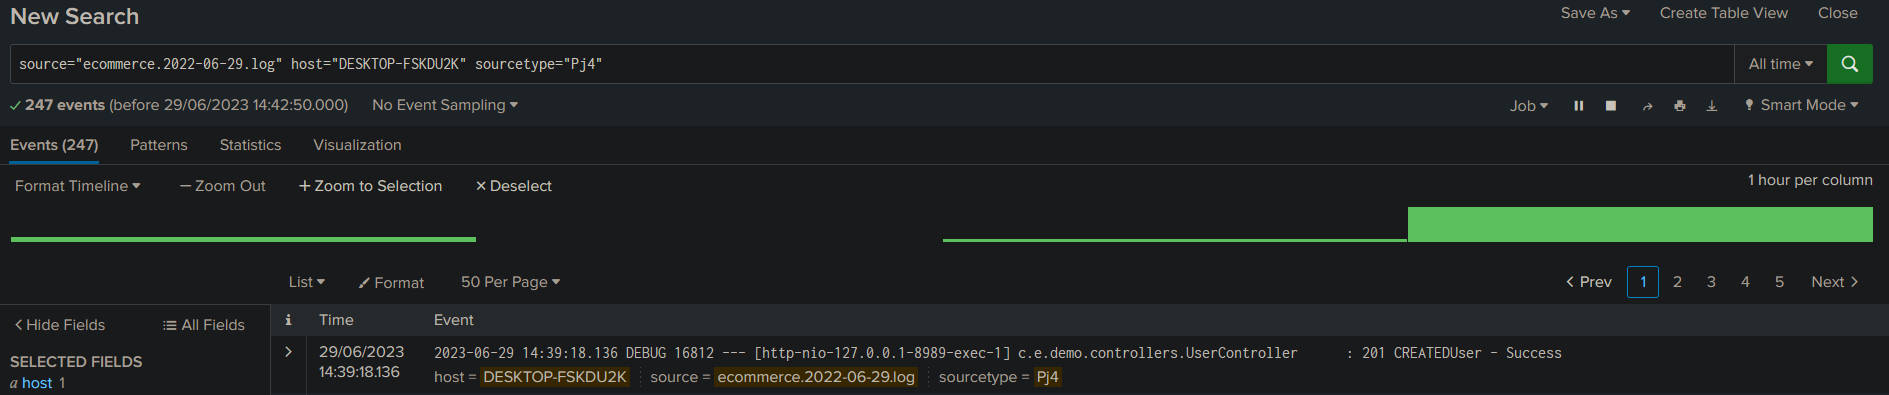 New Search
Save As Create Table View Close
source="ecommerce.2022-06-29.log" host="DESKTOP-FSKDU2K" sourcetype="Pj4"
All time
247 events (before 29/06/2023 14:42:50.000) No Event Sampling
Job Smart Mode
Events (247) Patterns Statistics Visualization
Format Timeline — Zoom Out + Zoom to Selection × Deselect
1 hour per column
List Format 50 Per Page
< Prev 1 2 3 4 5 Next >
< Hide Fields All Fields
i Time Event
SELECTED FIELDS
a host 1
> 29/06/2023
14:39:18.136
2023-06-29 14:39:18.136 DEBUG 16812 --- [http-nio-127.0.0.1-8989-exec-1] c.e.demo.controllers.UserController : 201 CREATEDUser - Success
host = DESKTOP-FSKDU2K source = ecommerce.2022-06-29.log sourcetype = Pj4